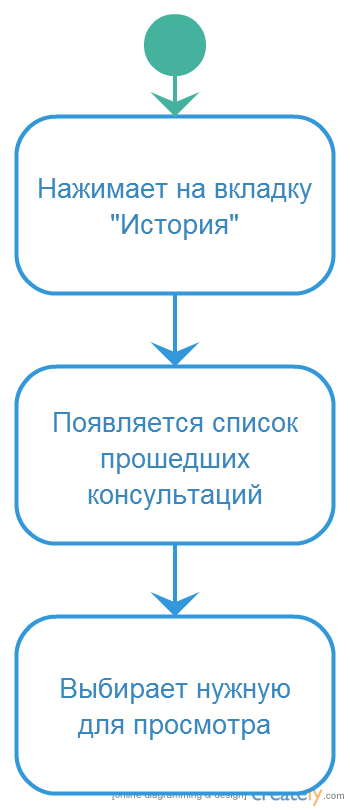 Нажимает на вкладку
"История"
Появляется список
прошедших
консультаций
Выбирает нужную
для просмотра
[online diagramming & design] creately.com